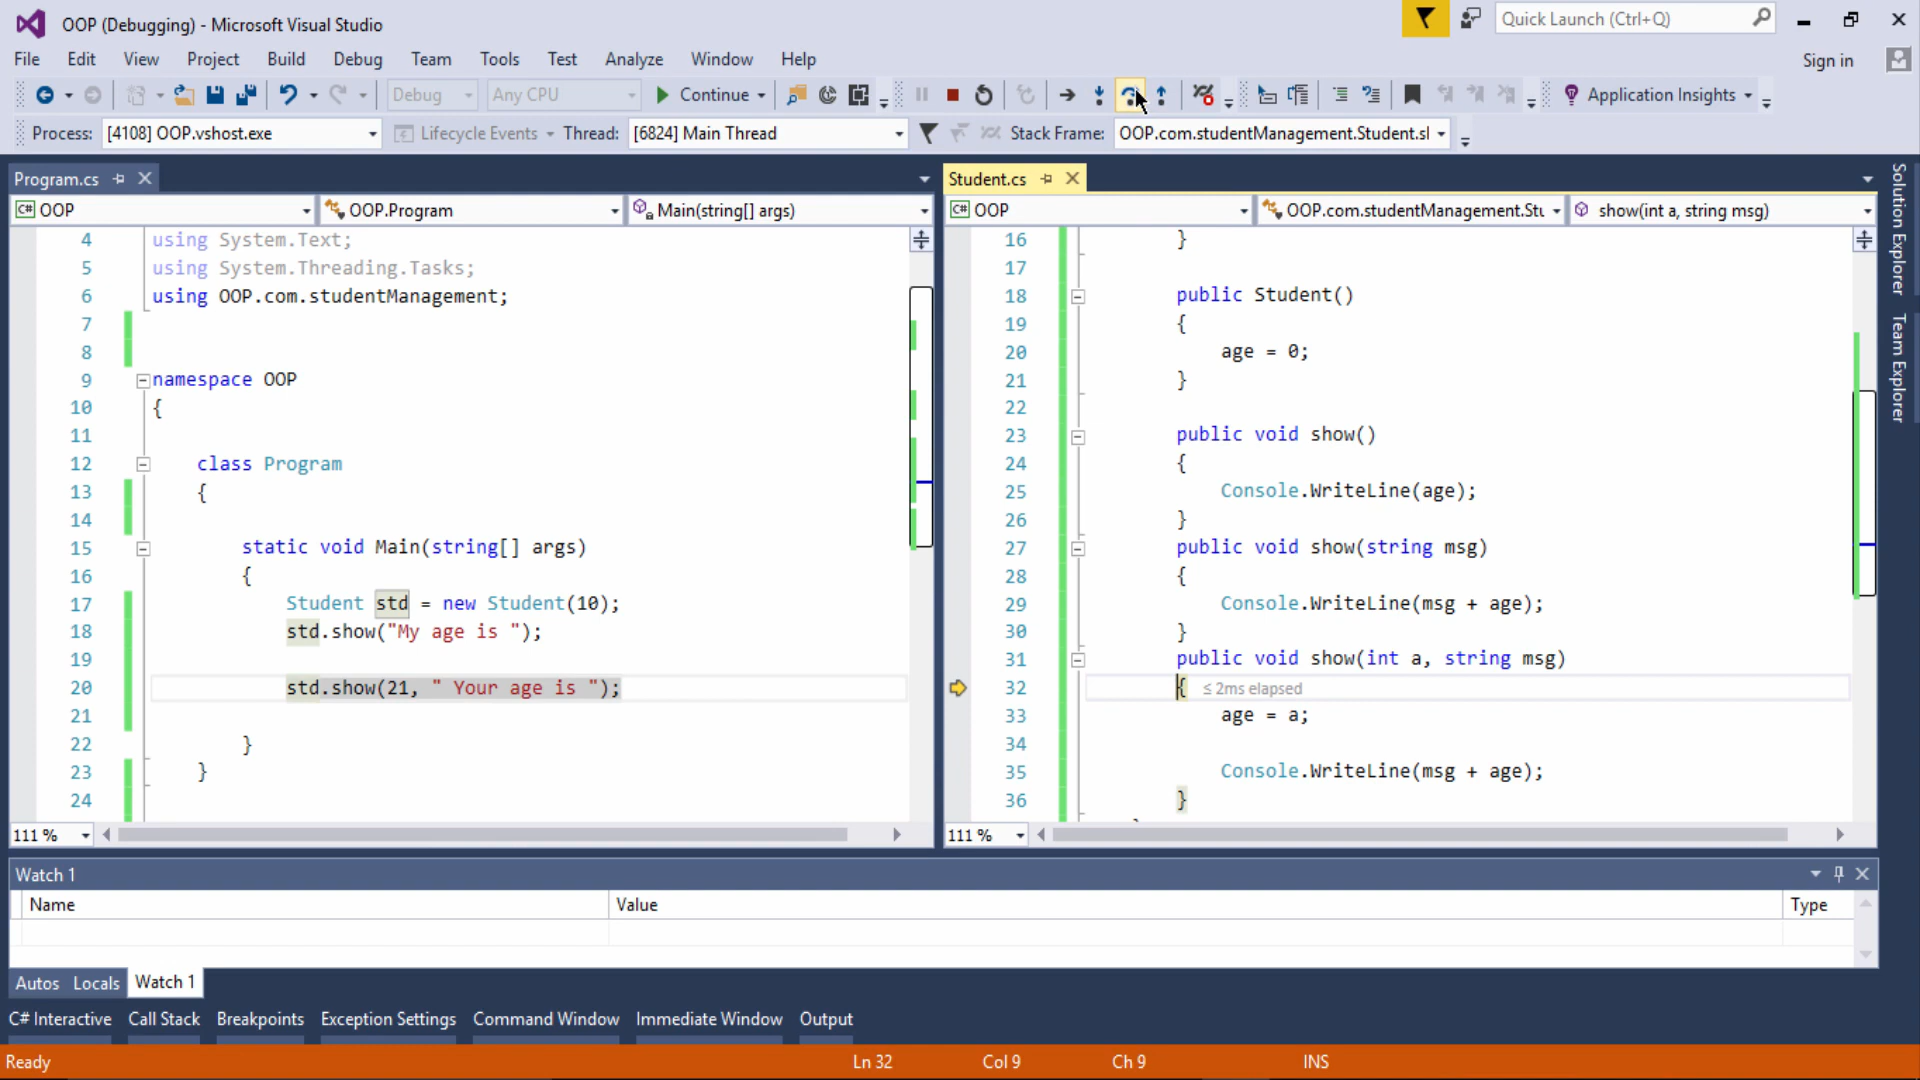 OOP (Debugging) - Microsoft Visual Studio
Quick Launch (Ctrl+Q)
File Edit View Project Build Debug Team Tools Test Analyze Window Help
Sign in
Debug Any CPU Continue Application Insights
Process: [4108] OOP.vshost.exe Lifecycle Events Thread: [6824] Main Thread Stack Frame: OOP.com.studentManagement.Student.sl
Program.cs
C# OOP OOP.Program Main(string[] args)
4 using System.Text;
5 using System.Threading.Tasks;
6 using OOP.com.studentManagement;
7
8
9 namespace OOP
10 {
11
12 class Program
13 {
14
15 static void Main(string[] args)
16 {
17 Student std = new Student(10);
18 std.show("My age is ");
19
20 std.show(21, " Your age is ");
21
22 }
23 }
24
111 %
Student.cs
C# OOP OOP.com.studentManagement.Stu show(int a, string msg)
16 }
17
18 public Student()
19 {
20 age = 0;
21 }
22
23 public void show()
24 {
25 Console.WriteLine(age);
26 }
27 public void show(string msg)
28 {
29 Console.WriteLine(msg + age);
30 }
31 public void show(int a, string msg)
32 { ≤ 2ms elapsed
33 age = a;
34
35 Console.WriteLine(msg + age);
36 }
111 %
Solution Explorer
Team Explorer
Watch 1
Name Value Type
Autos Locals Watch 1
C# Interactive Call Stack Breakpoints Exception Settings Command Window Immediate Window Output
Ready Ln 32 Col 9 Ch 9 INS